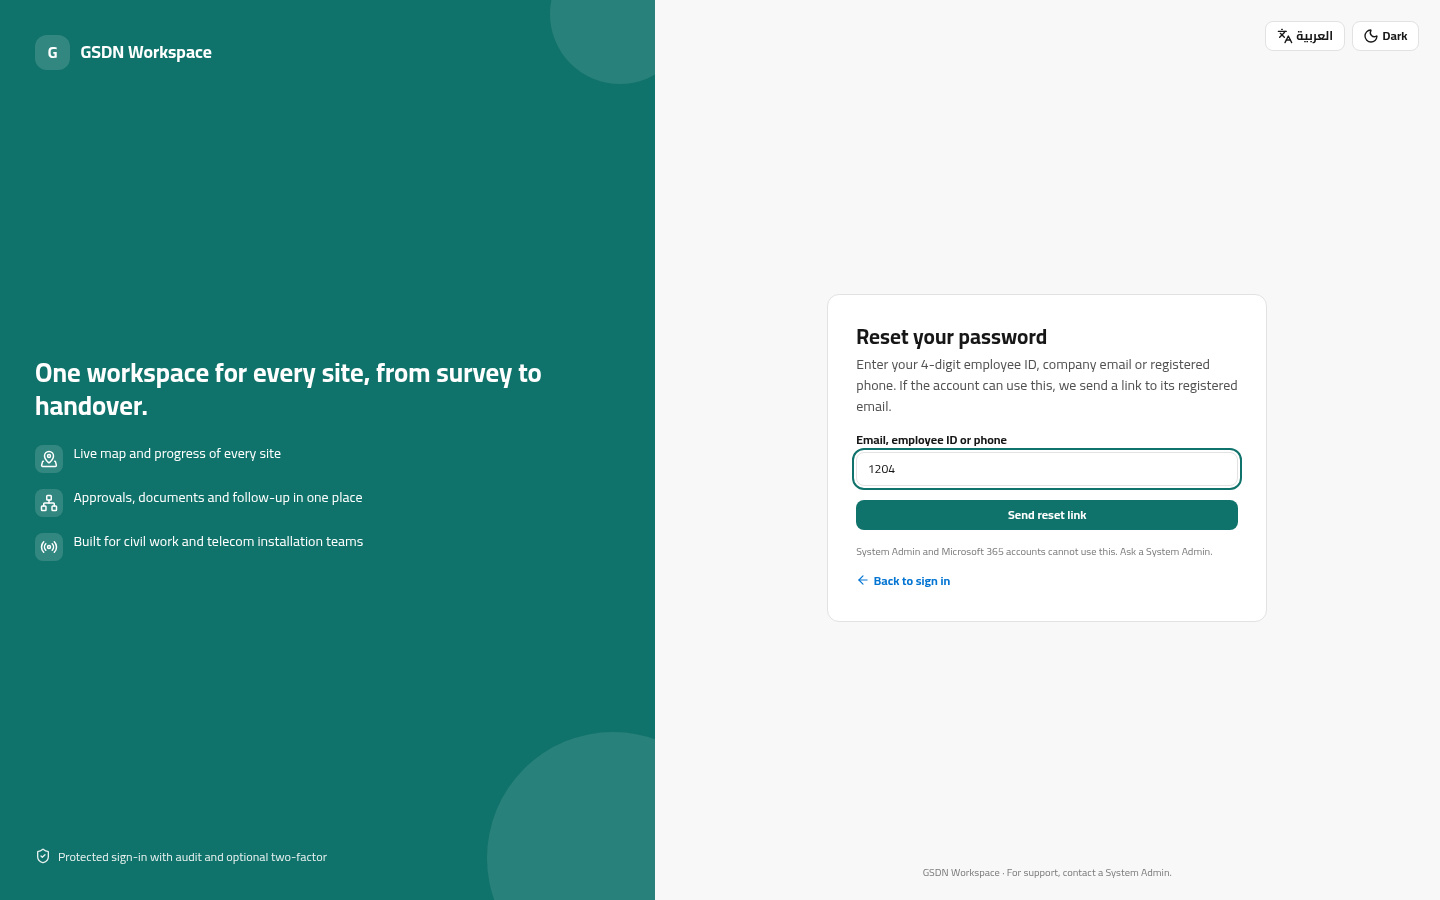 G GSDN Workspace
العربية
Dark
One workspace for every site, from survey to
handover.
Live map and progress of every site
Approvals, documents and follow-up in one place
Built for civil work and telecom installation teams
Protected sign-in with audit and optional two-factor
Reset your password
Enter your 4-digit employee ID, company email or registered
phone. If the account can use this, we send a link to its registered
email.
Email, employee ID or phone
1204
Send reset link
System Admin and Microsoft 365 accounts cannot use this. Ask a System Admin.
Back to sign in
GSDN Workspace · For support, contact a System Admin.